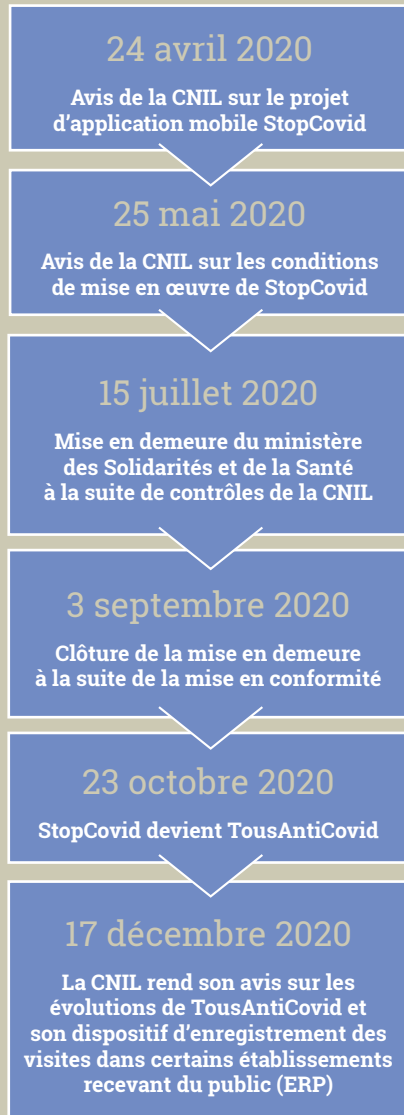 24 avril 2020
Avis de la CNIL sur le projet
d’application mobile StopCovid
25 mai 2020
Avis de la CNIL sur les conditions
de mise en œuvre de StopCovid
15 juillet 2020
Mise en demeure du ministère
des Solidarités et de la Santé
à la suite de contrôles de la CNIL
3 septembre 2020
Clôture de la mise en demeure
à la suite de la mise en conformité
23 octobre 2020
StopCovid devient TousAntiCovid
17 décembre 2020
La CNIL rend son avis sur les
évolutions de TousAntiCovid et
son dispositif d’enregistrement des
visites dans certains établissements
recevant du public (ERP)